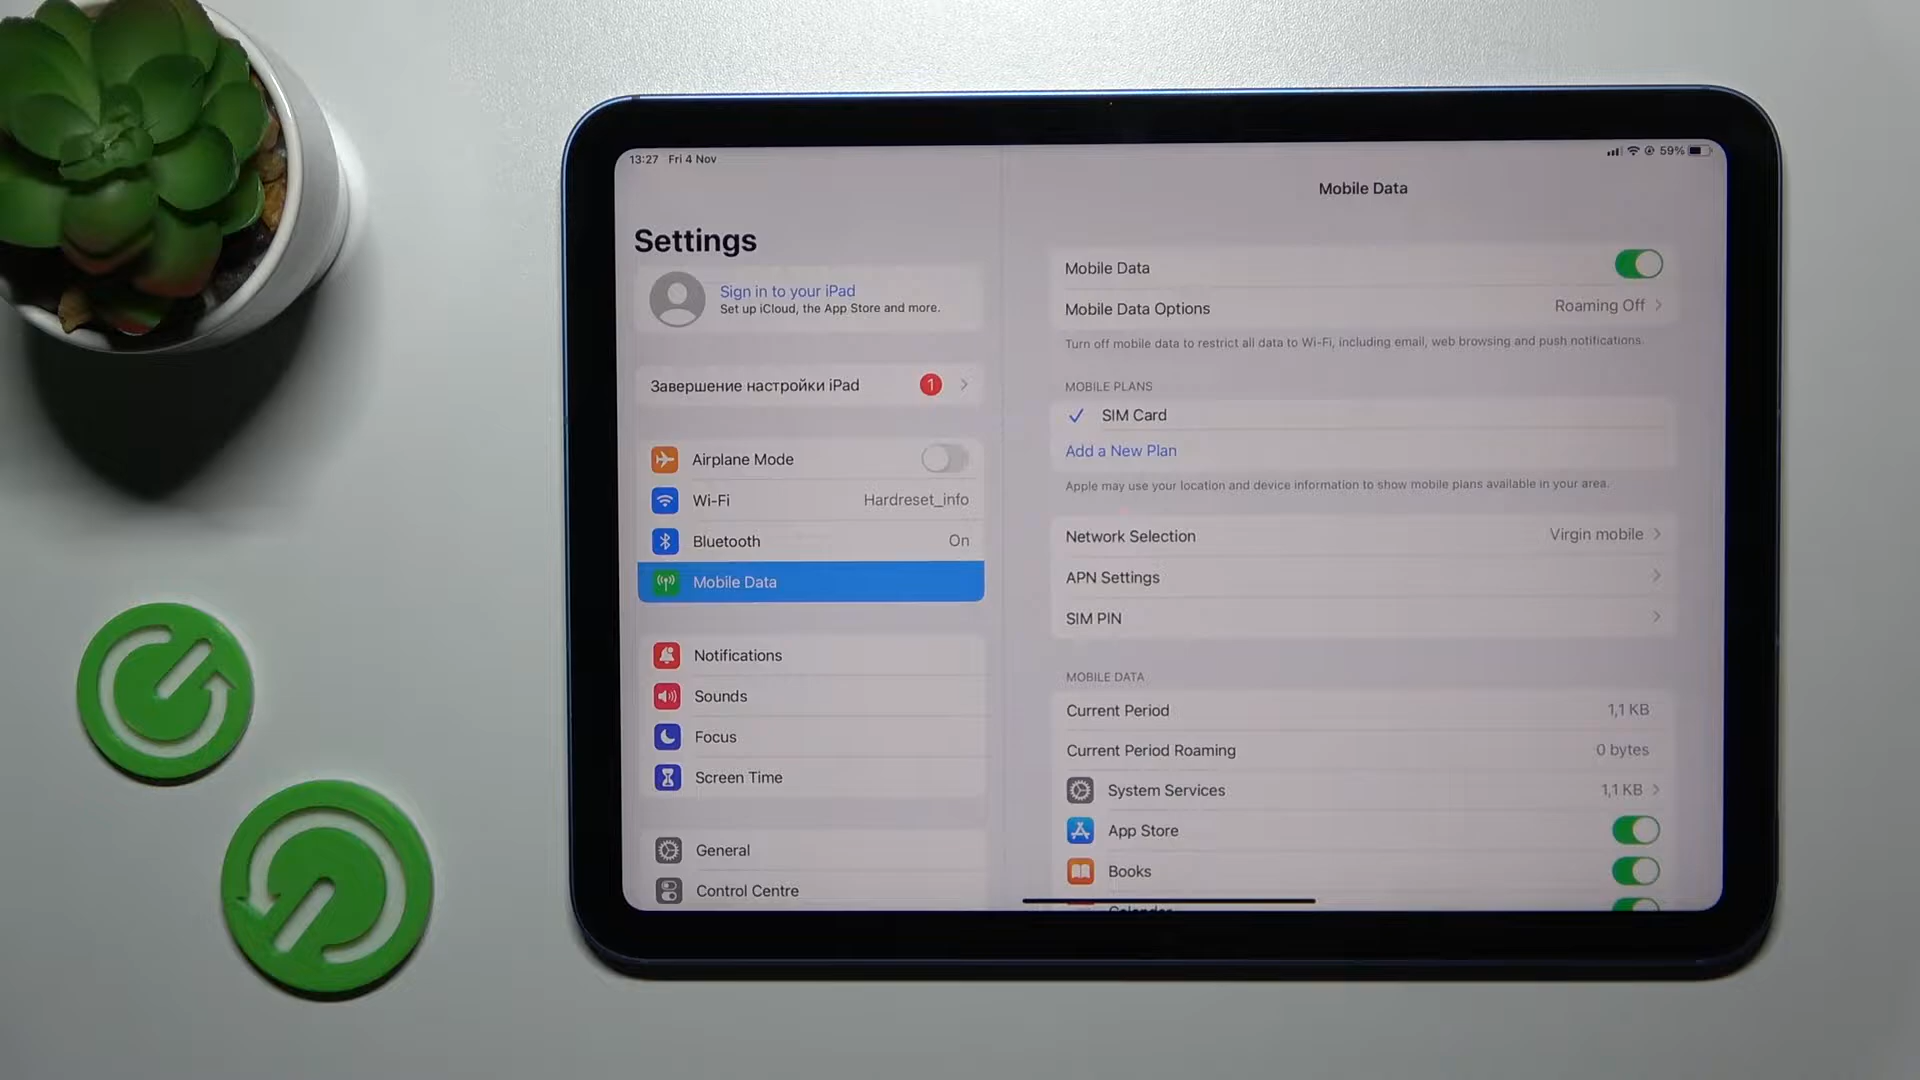 13:27 Fri 4 Nov
59%
Settings
Sign in to your iPad
Set up iCloud, the App Store and more.
Завершение настройки iPad 1
Airplane Mode
Wi-Fi Hardreset_info
Bluetooth On
Mobile Data
Notifications
Sounds
Focus
Screen Time
General
Control Centre
Mobile Data
Mobile Data
Mobile Data Options Roaming Off
Turn off mobile data to restrict all data to Wi-Fi, including email, web browsing and push notifications.
MOBILE PLANS
SIM Card
Add a New Plan
Apple may use your location and device information to show mobile plans available in your area.
Network Selection Virgin mobile
APN Settings
SIM PIN
MOBILE DATA
Current Period 1,1 KB
Current Period Roaming 0 bytes
System Services 1,1 KB
App Store
Books
Calendar